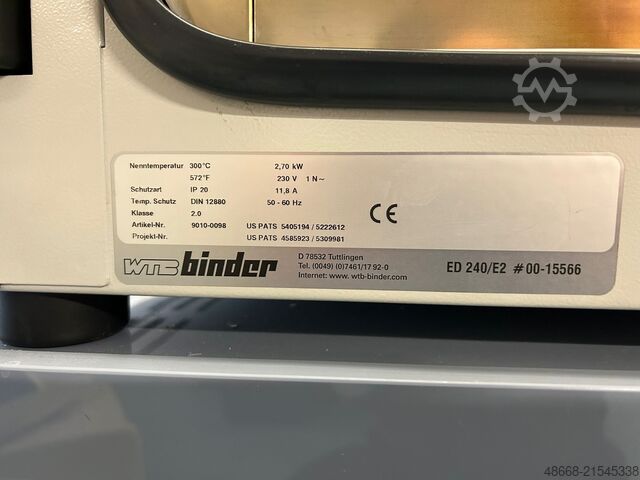 Nenntemperatur 300°C 2,70 kW
572°F 230 V 1 N~
Schutzart IP 20 11,8 A
Temp. Schutz DIN 12880 50 - 60 Hz
Klasse 2.0
Artikel-Nr. 9010-0098 US PATS 5405194 / 5222612
Projekt-Nr. US PATS 4585923 / 5309981
CE
WTB binder
D 78532 Tuttlingen
Tel. (0049) (0)7461/17 92-0
Internet: www. wtb-binder.com
ED 240/E2 #00-15566
48668-21545338